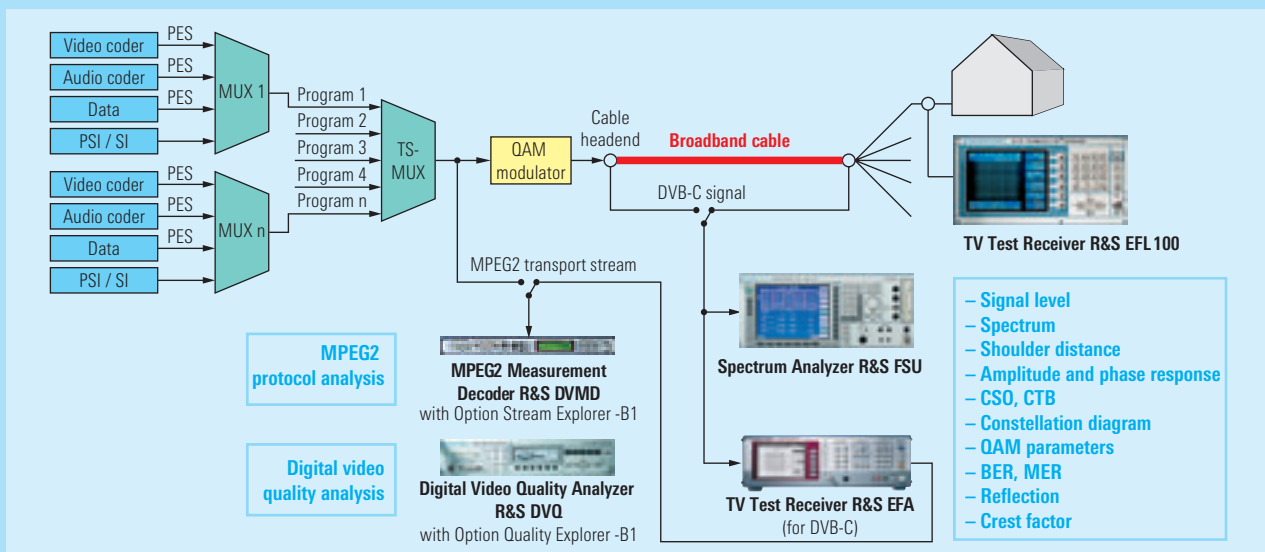 Video coder
PES
Audio coder
PES
Data
PES
PSI / SI
MUX 1
Video coder
PES
Audio coder
PES
Data
PES
PSI / SI
MUX n
Program 1
Program 2
Program 3
Program 4
Program n
TS-
MUX
QAM
modulator
Cable
headend
Broadband cable
DVB-C signal
TV Test Receiver R&S EFL 100
MPEG2 transport stream
MPEG2
protocol analysis
MPEG2 Measurement
Decoder R&S DVMD
with Option Stream Explorer -B1
Digital video
quality analysis
Digital Video Quality Analyzer
R&S DVQ
with Option Quality Explorer -B1
Spectrum Analyzer R&S FSU
TV Test Receiver R&S EFA
(for DVB-C)
– Signal level
– Spectrum
– Shoulder distance
– Amplitude and phase response
– CSO, CTB
– Constellation diagram
– QAM parameters
– BER, MER
– Reflection
– Crest factor